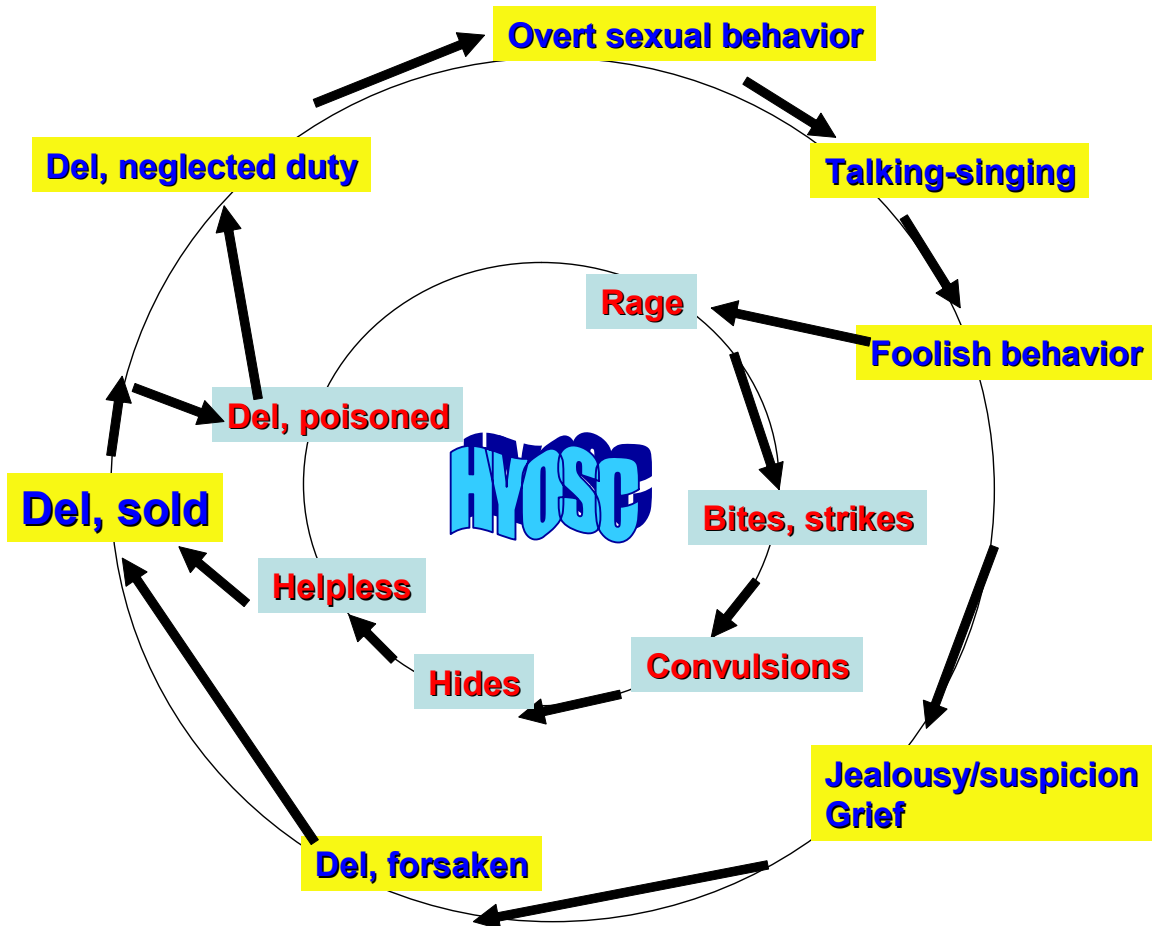 Overt sexual behavior
Del, neglected duty
Talking-singing
Rage
Foolish behavior
Del, poisoned
HYOSC
Del, sold
Bites, strikes
Helpless
Convulsions
Hides
Jealousy/suspicion
Grief
Del, forsaken